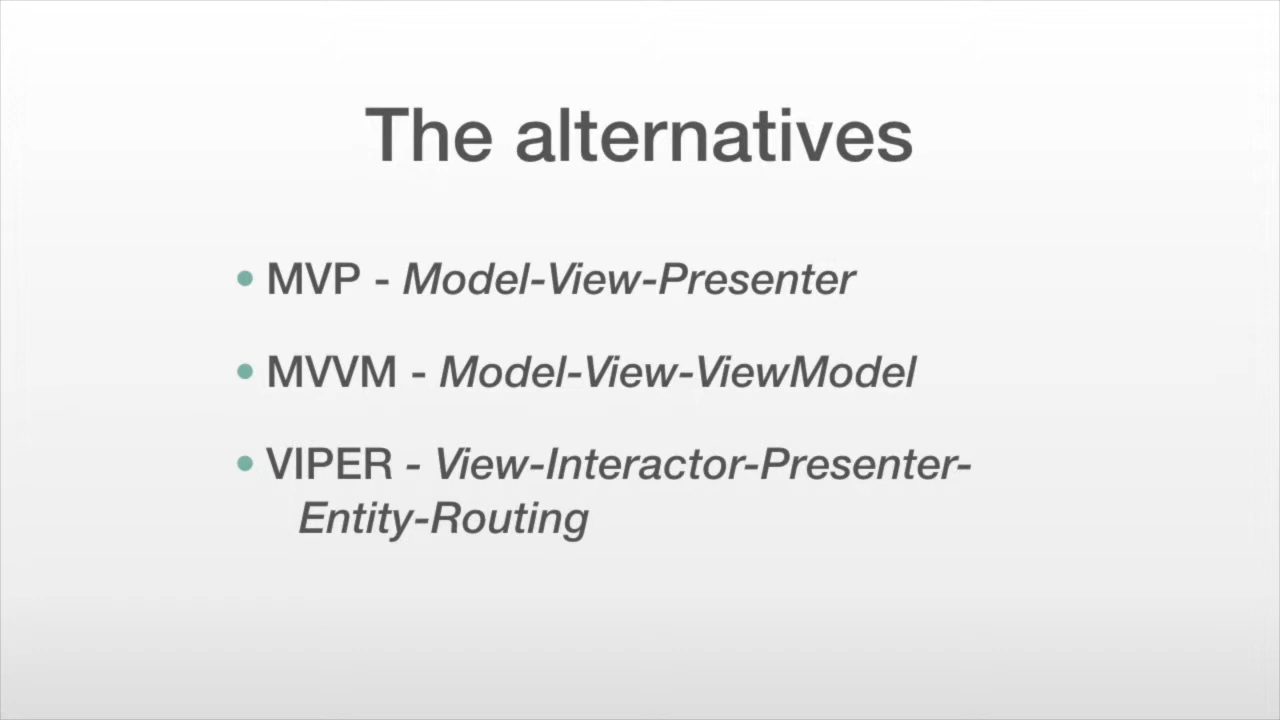 The alternatives
• MVP - Model-View-Presenter
• MVVM - Model-View-ViewModel
• VIPER - View-Interactor-Presenter-
Entity-Routing